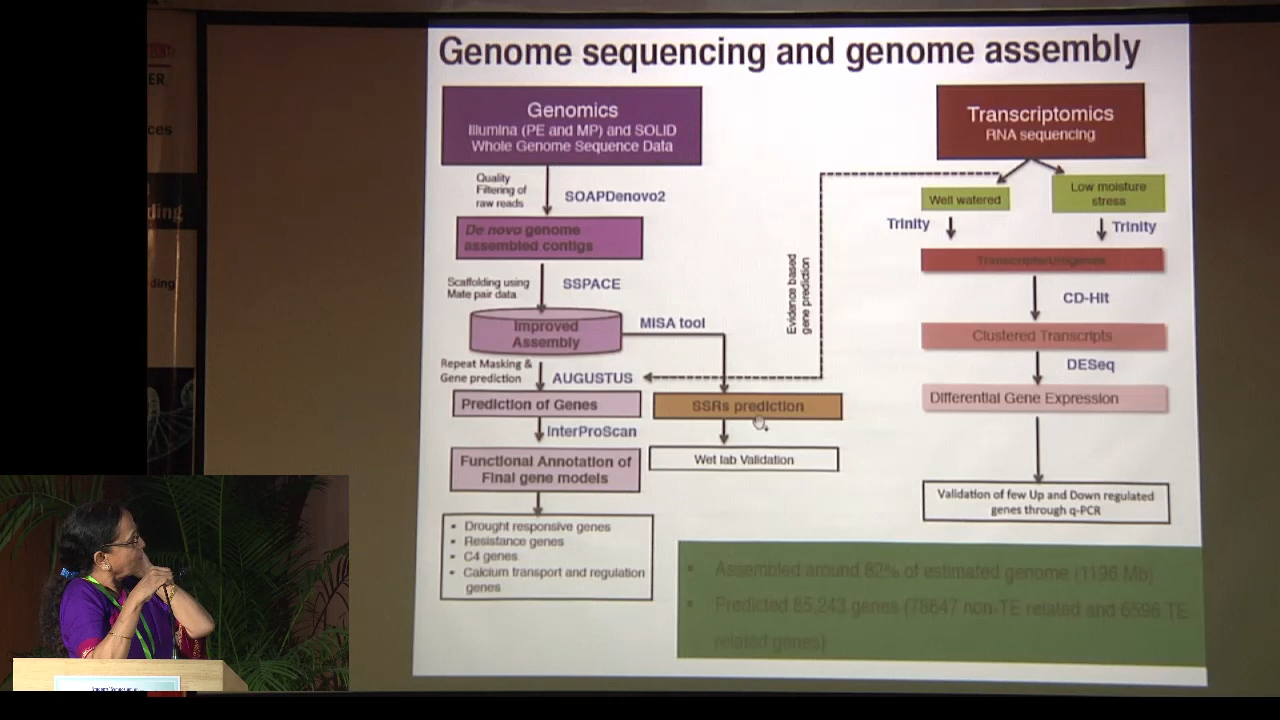 Genome sequencing and genome assembly
Genomics
Illumina (PE and MP) and SOLID
Whole Genome Sequence Data
Quality
Filtering of
raw reads
SOAPDenovo2
De novo genome
assembled contigs
Scaffolding using
Mate pair data
SSPACE
Improved
Assembly
MISA tool
Repeat Masking &
Gene prediction
AUGUSTUS
Prediction of Genes
SSRs prediction
InterProScan
Wet lab Validation
Functional Annotation of
Final gene models
• Drought responsive genes
• Resistance genes
• C4 genes
• Calcium transport and regulation
genes
Evidence based
gene prediction
Transcriptomics
RNA sequencing
Well watered
Low moisture
stress
Trinity
Trinity
Transcripts/Unigenes
CD-Hit
Clustered Transcripts
DESeq
Differential Gene Expression
Validation of few Up and Down regulated
genes through q-PCR
• Assembled around 82% of estimated genome (1196 Mb)
• Predicted 85,243 genes (78647 non-TE related and 6596 TE
related genes)
ER
ces
ding
ding